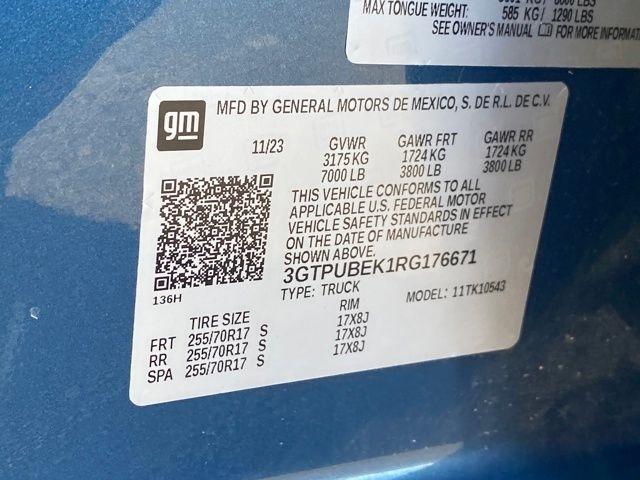 MAX TONGUE WEIGHT: 585 KG/ 1290 LBS
SEE OWNER'S MANUAL FOR MORE INFORMAT
gm
MFD BY GENERAL MOTORS DE MEXICO, S. DE R.L. DE C.V.
11/23 GVWR GAWR FRT GAWR RR
3175 KG 1724 KG 1724 KG
7000 LB 3800 LB 3800 LB
THIS VEHICLE CONFORMS TO ALL
APPLICABLE U.S. FEDERAL MOTOR
VEHICLE SAFETY STANDARDS IN EFFECT
ON THE DATE OF MANUFACTURE
SHOWN ABOVE.
3GTPUBEK1RG176671
136H
TYPE: TRUCK MODEL: 11TK10543
TIRE SIZE RIM
FRT 255/70R17 S 17X8J
RR 255/70R17 S 17X8J
SPA 255/70R17 S 17X8J